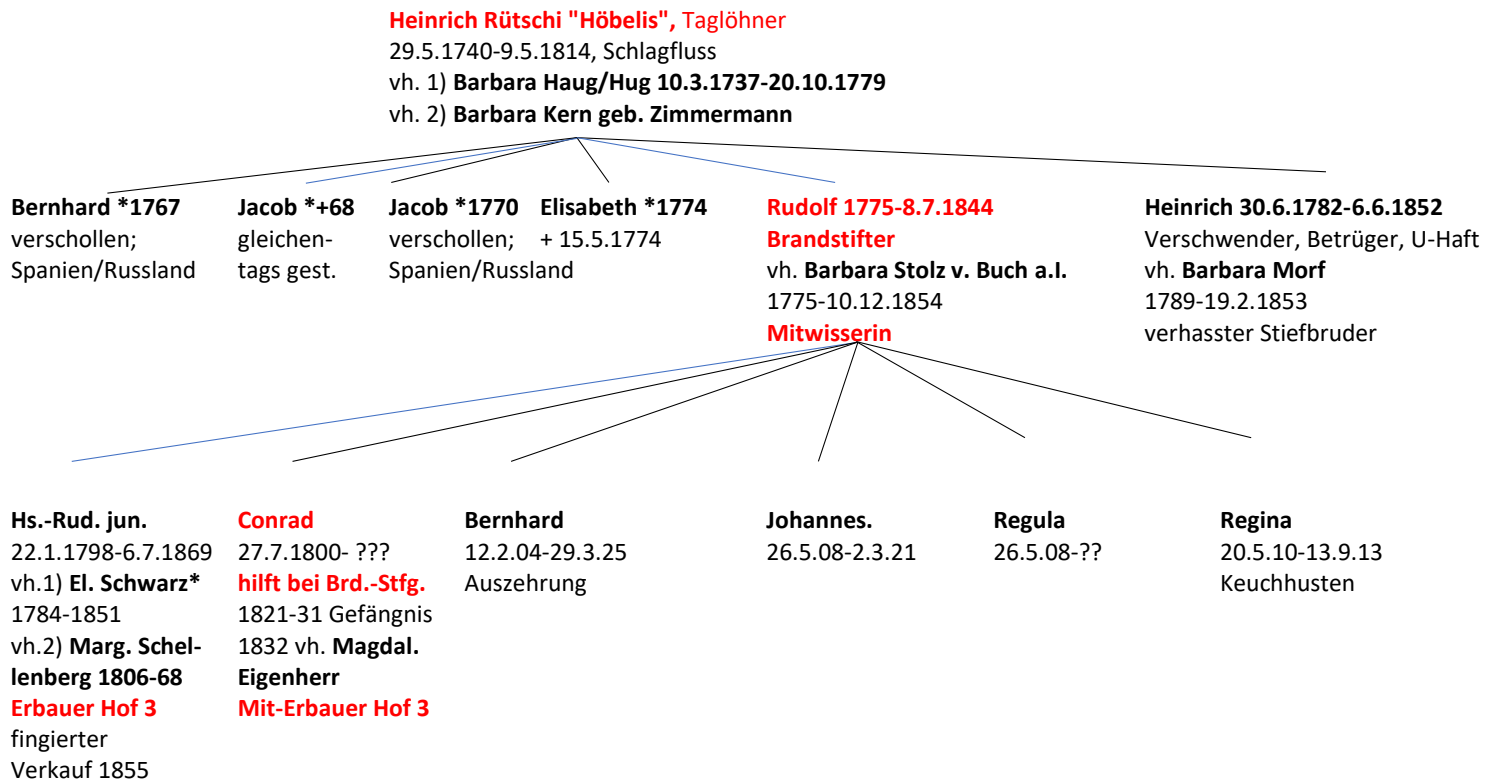 Heinrich Rütschi "Höbelis", Taglöhner
29.5.1740-9.5.1814, Schlagfluss
vh. 1) Barbara Haug/Hug 10.3.1737-20.10.1779
vh. 2) Barbara Kern geb. Zimmermann
Bernhard *1767
verschollen;
Spanien/Russland
Jacob *+68
gleichen-
tags gest.
Jacob *1770
verschollen;
Spanien/Russland
Elisabeth *1774
+ 15.5.1774
Rudolf 1775-8.7.1844
Brandstifter
vh. Barbara Stolz v. Buch a.I.
1775-10.12.1854
Mitwisserin
Heinrich 30.6.1782-6.6.1852
Verschwender, Betrüger, U-Haft
vh. Barbara Morf
1789-19.2.1853
verhasster Stiefbruder
Hs.-Rud. jun.
22.1.1798-6.7.1869
vh.1) El. Schwarz*
1784-1851
vh.2) Marg. Schel-
lenberg 1806-68
Erbauer Hof 3
fingierter
Verkauf 1855
Conrad
27.7.1800- ???
hilft bei Brd.-Stfg.
1821-31 Gefängnis
1832 vh. Magdal.
Eigenherr
Mit-Erbauer Hof 3
Bernhard
12.2.04-29.3.25
Auszehrung
Johannes.
26.5.08-2.3.21
Regula
26.5.08-??
Regina
20.5.10-13.9.13
Keuchhusten